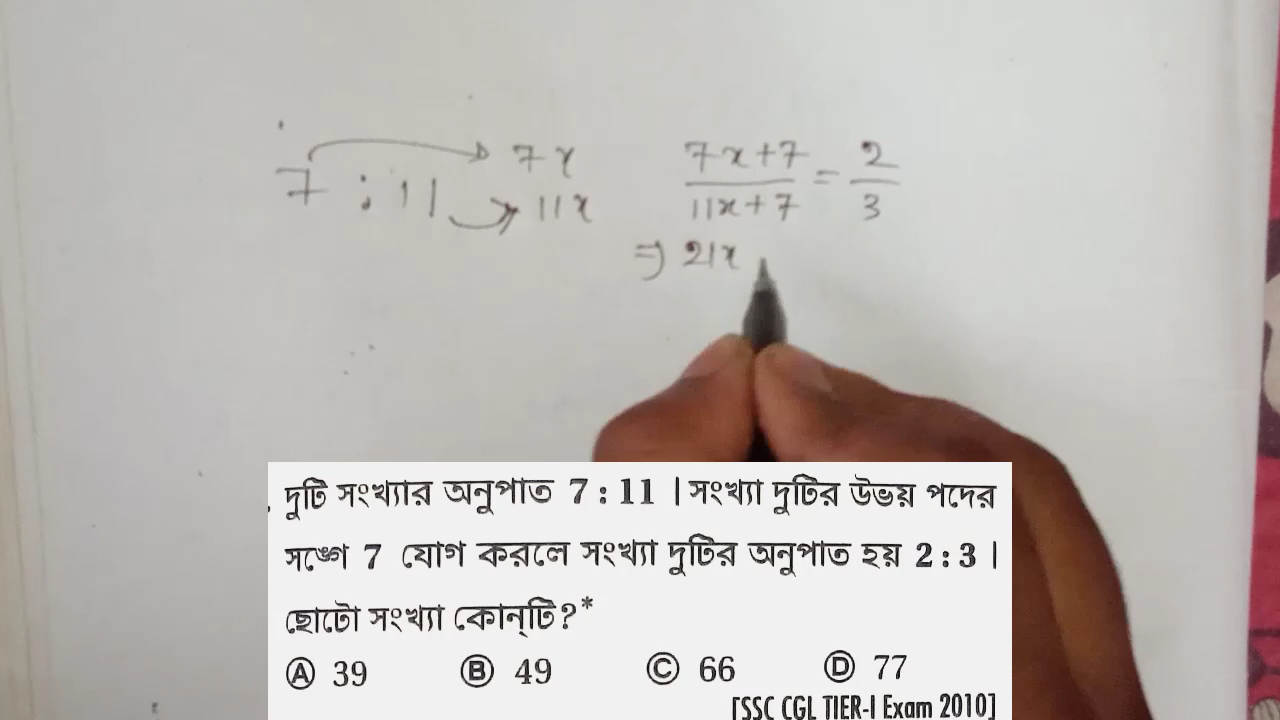 7 : 11 7x 11x
7x+7 / 11x+7 = 2 / 3
⇒ 21x
দুটি সংখ্যার অনুপাত 7 : 11 । সংখ্যা দুটির উভয় পদের
সঙ্গে 7 যোগ করলে সংখ্যা দুটির অনুপাত হয় 2 : 3 ।
ছোটো সংখ্যা কোন্‌টি?*
Ⓐ 39 Ⓑ 49 Ⓒ 66 Ⓓ 77
[SSC CGL TIER-I Exam 2010]